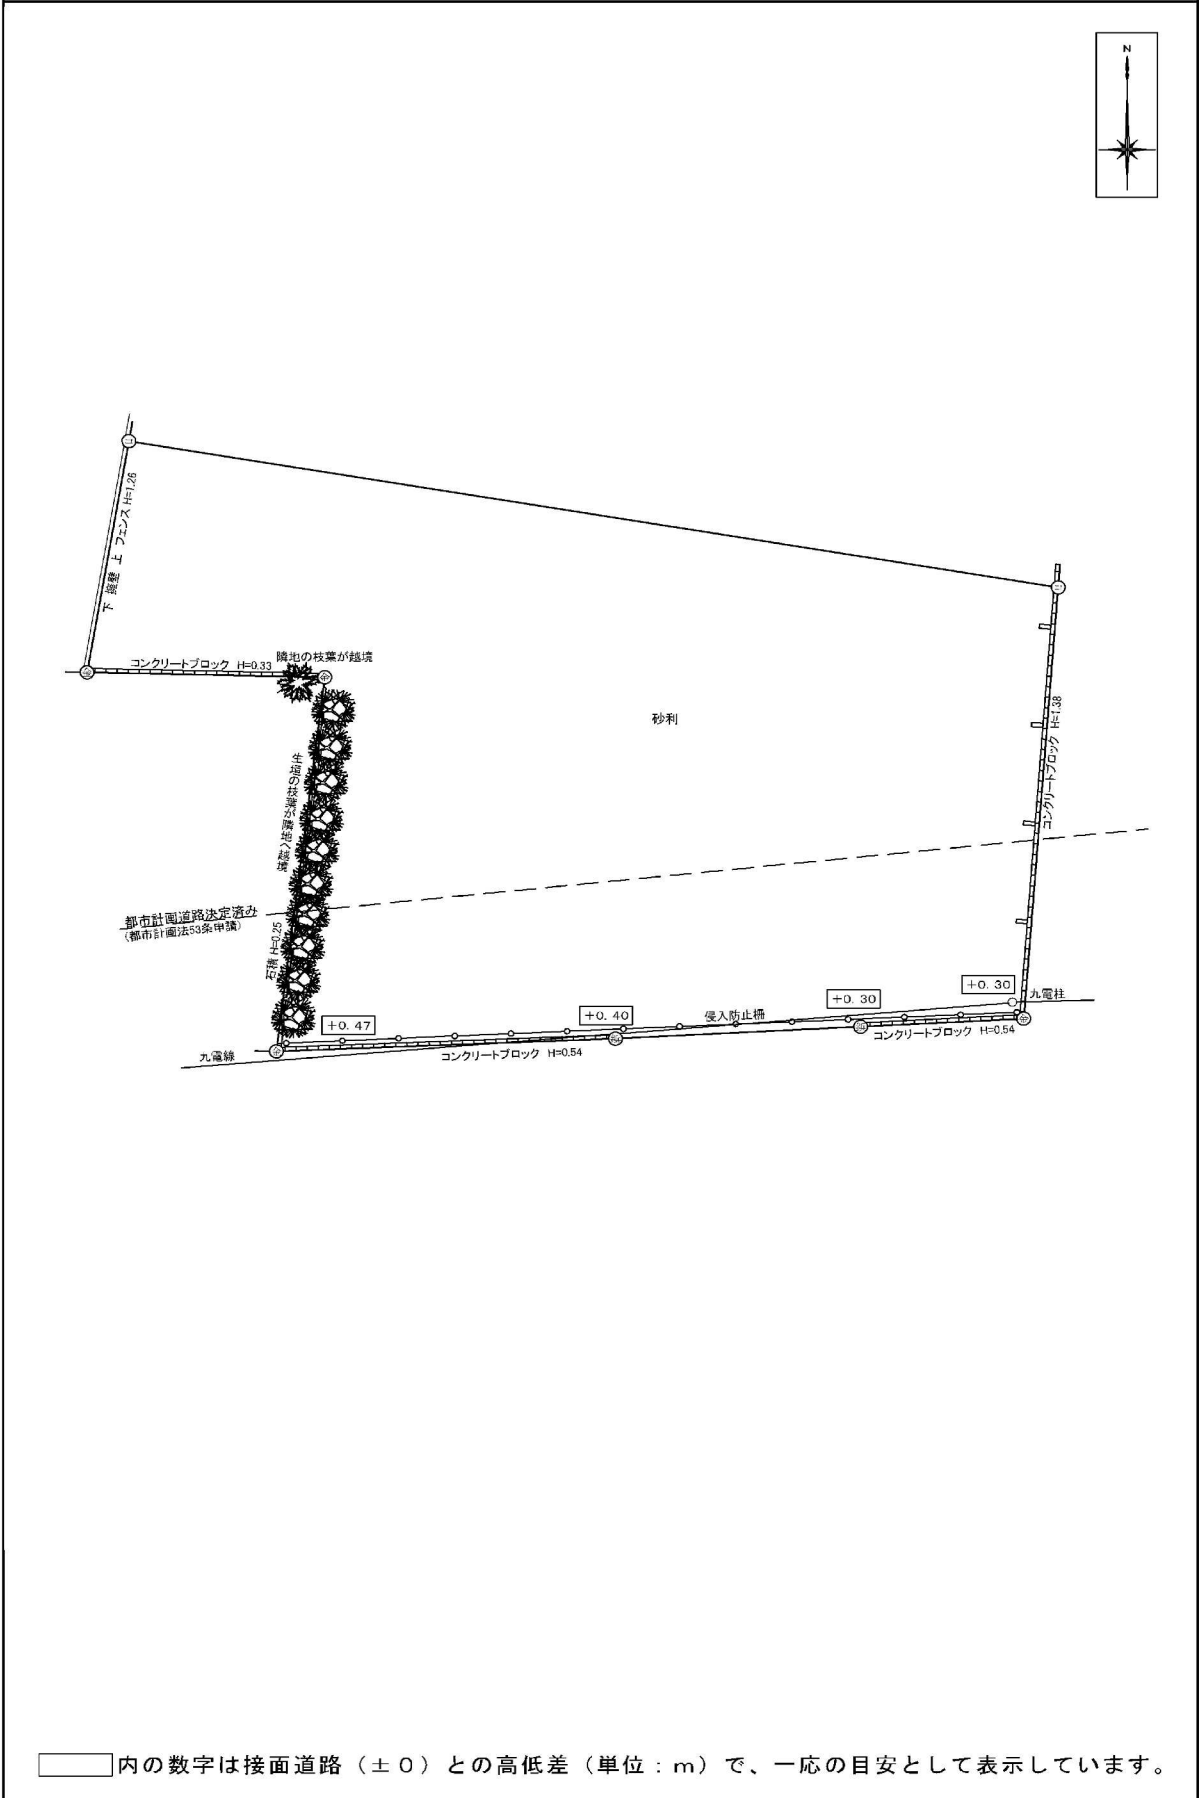 N
下 擁壁 上 フェンス H=1.26
コンクリートブロック H=0.33
隣地の枝葉が越境
砂利
コンクリートブロック H=1.38
生垣の枝葉が隣地へ越境
都市計画道路決定済み
(都市計画法53条申請)
石積 H=0.25
+0.30
九電柱
+0.30
+0.40
侵入防止柵
+0.47
コンクリートブロック H=0.54
九電線
コンクリートブロック H=0.54
内の数字は接面道路（±０）との高低差（単位：ｍ）で、一応の目安として表示しています。